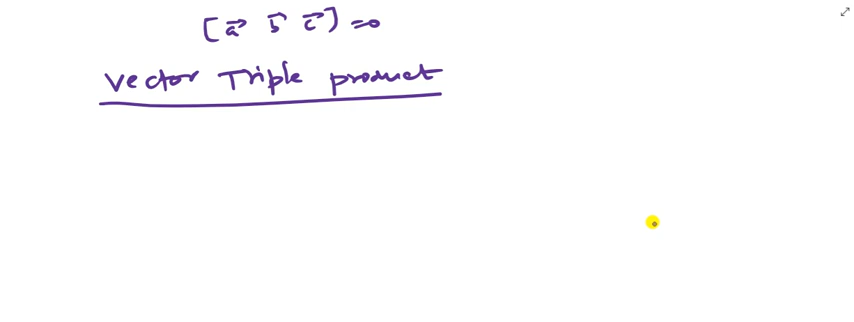 [a⃗ b⃗ c⃗] = 0
Vector Triple product